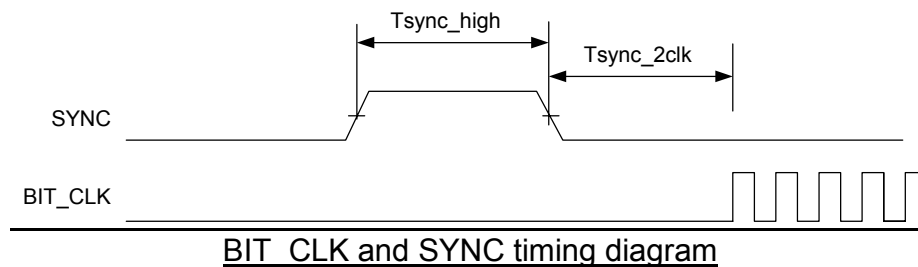 Tsync_high
Tsync_2clk
SYNC
BIT_CLK
BIT_CLK and SYNC timing diagram